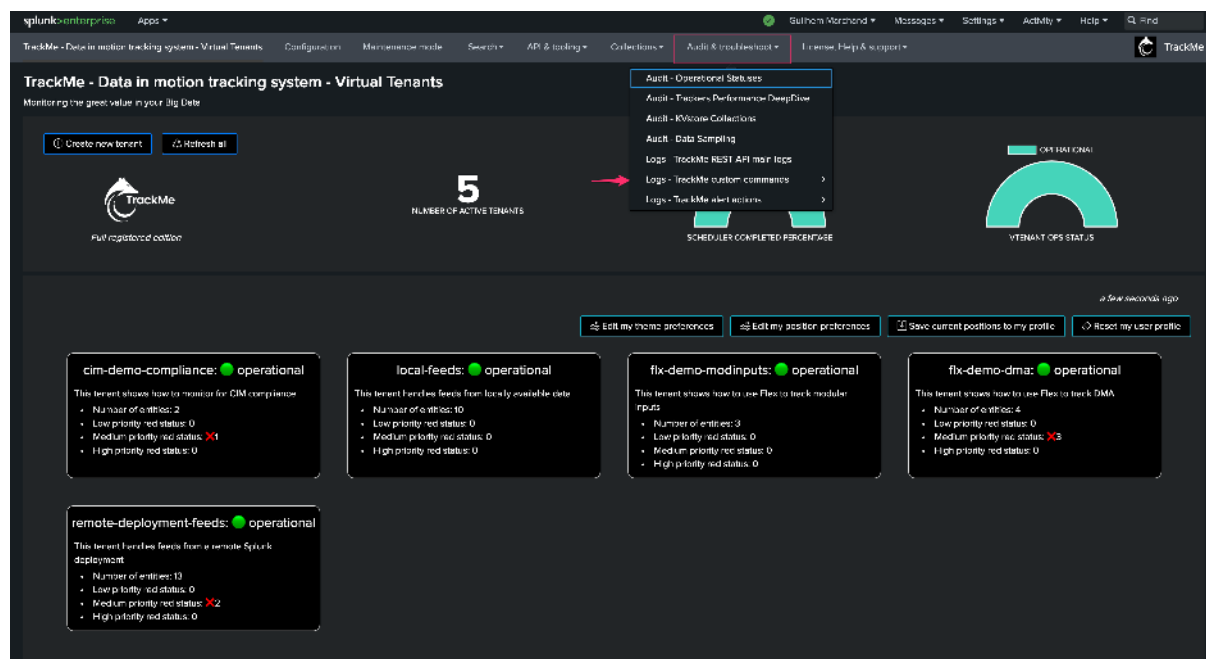 splunk>enterprise Apps ▾ Guilhem Marchand ▾ Messages ▾ Settings ▾ Activity ▾ Help ▾ Find
TrackMe - Data in motion tracking system - Virtual Tenants Configuration Maintenance mode Search ▾ API & tooling ▾ Collections ▾ Audit & troubleshoot ▾ License, Help & support ▾ TrackMe
TrackMe - Data in motion tracking system - Virtual Tenants
Monitoring the great value in your Big Data
Audit - Operational Statuses
Audit - Trackers Performance DeepDive
Audit - KVstore Collections
Audit - Data Sampling
Logs - TrackMe REST API main logs
Logs - TrackMe custom commands
Logs - TrackMe alert actions
Create new tenant Refresh all
TrackMe
Full registered edition
5
NUMBER OF ACTIVE TENANTS
SCHEDULER COMPLETED PERCENTAGE
OPERATIONAL
VTENANT OPS STATUS
a few seconds ago
Edit my theme preferences Edit my position preferences Save current positions to my profile Reset my user profile
cim-demo-compliance: operational
This tenant shows how to monitor for CIM compliance
• Number of entities: 2
• Low priority red status: 0
• Medium priority red status: ❌1
• High priority red status: 0
local-feeds: operational
This tenant handles feeds from locally available data
• Number of entities: 10
• Low priority red status: 0
• Medium priority red status: 0
• High priority red status: 0
flx-demo-modinputs: operational
This tenant shows how to use Flex to track modular
inputs
• Number of entities: 3
• Low priority red status: 0
• Medium priority red status: 0
• High priority red status: 0
flx-demo-dma: operational
This tenant shows how to use Flex to track DMA
• Number of entities: 4
• Low priority red status: 0
• Medium priority red status: ❌3
• High priority red status: 0
remote-deployment-feeds: operational
This tenant handles feeds from a remote Splunk
deployment
• Number of entities: 13
• Low priority red status: 0
• Medium priority red status: ❌2
• High priority red status: 0